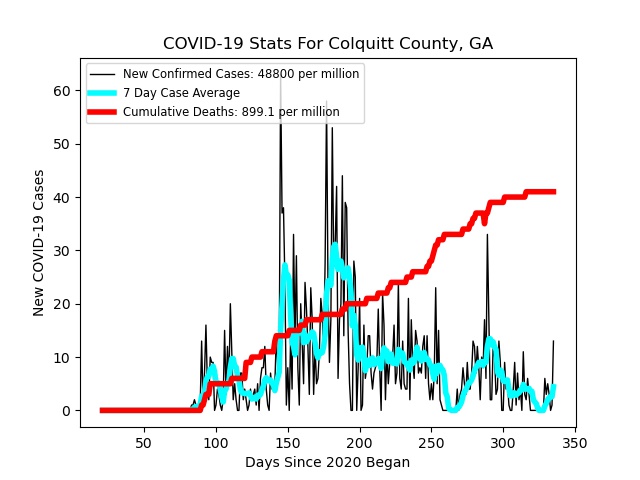 COVID-19 Stats For Colquitt County, GA
New Confirmed Cases: 48800 per million
7 Day Case Average
Cumulative Deaths: 899.1 per million
New COVID-19 Cases
60
50
40
30
20
10
0
50
100
150
200
250
300
350
Days Since 2020 Began